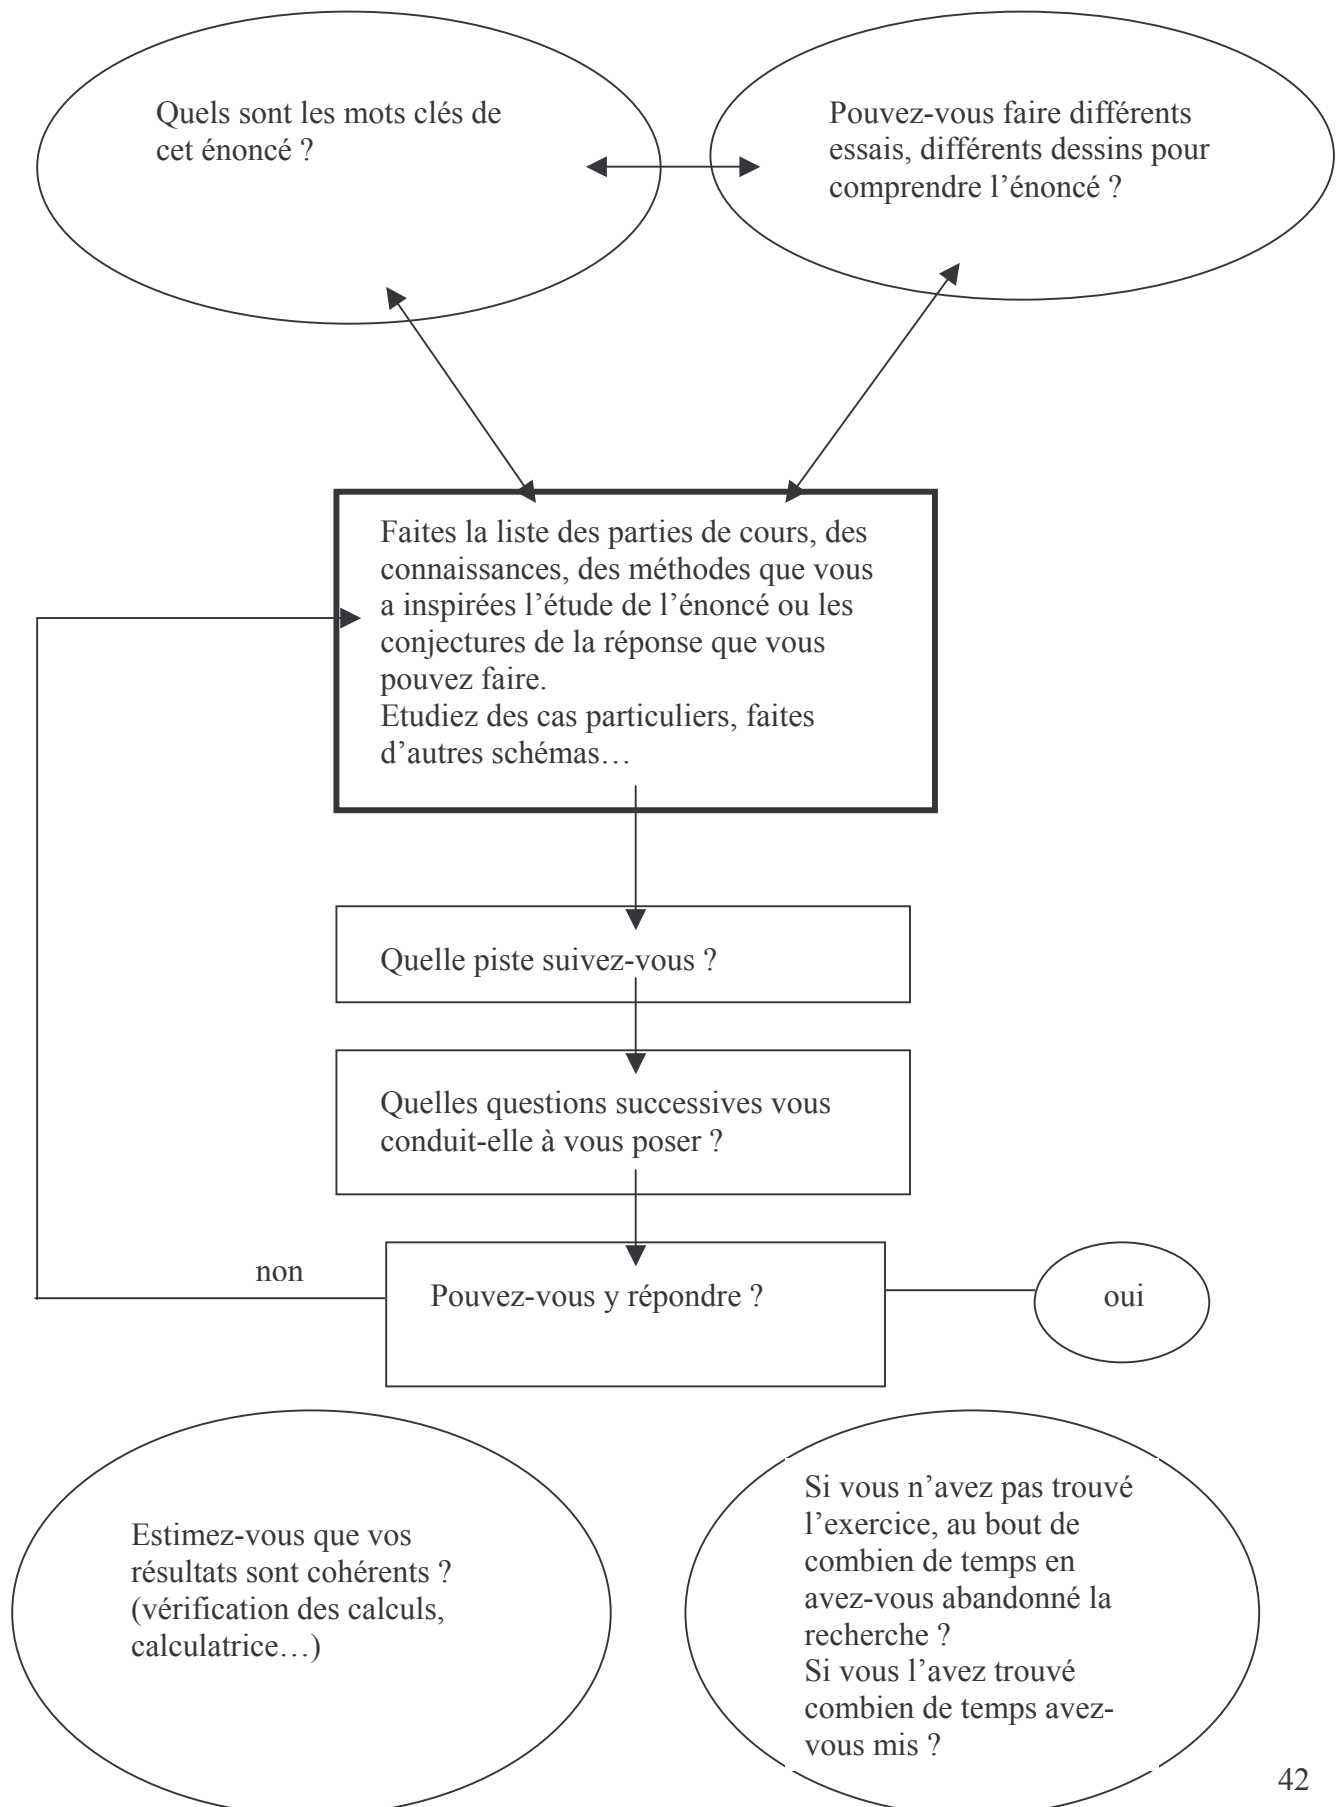 Quels sont les mots clés de
cet énoncé ?
Pouvez-vous faire différents
essais, différents dessins pour
comprendre l’énoncé ?
Faites la liste des parties de cours, des
connaissances, des méthodes que vous
a inspirées l’étude de l’énoncé ou les
conjectures de la réponse que vous
pouvez faire.
Etudiez des cas particuliers, faites
d’autres schémas…
Quelle piste suivez-vous ?
Quelles questions successives vous
conduit-elle à vous poser ?
non
Pouvez-vous y répondre ?
oui
Estimez-vous que vos
résultats sont cohérents ?
(vérification des calculs,
calculatrice…)
Si vous n’avez pas trouvé
l’exercice, au bout de
combien de temps en
avez-vous abandonné la
recherche ?
Si vous l’avez trouvé
combien de temps avez-
vous mis ?
42